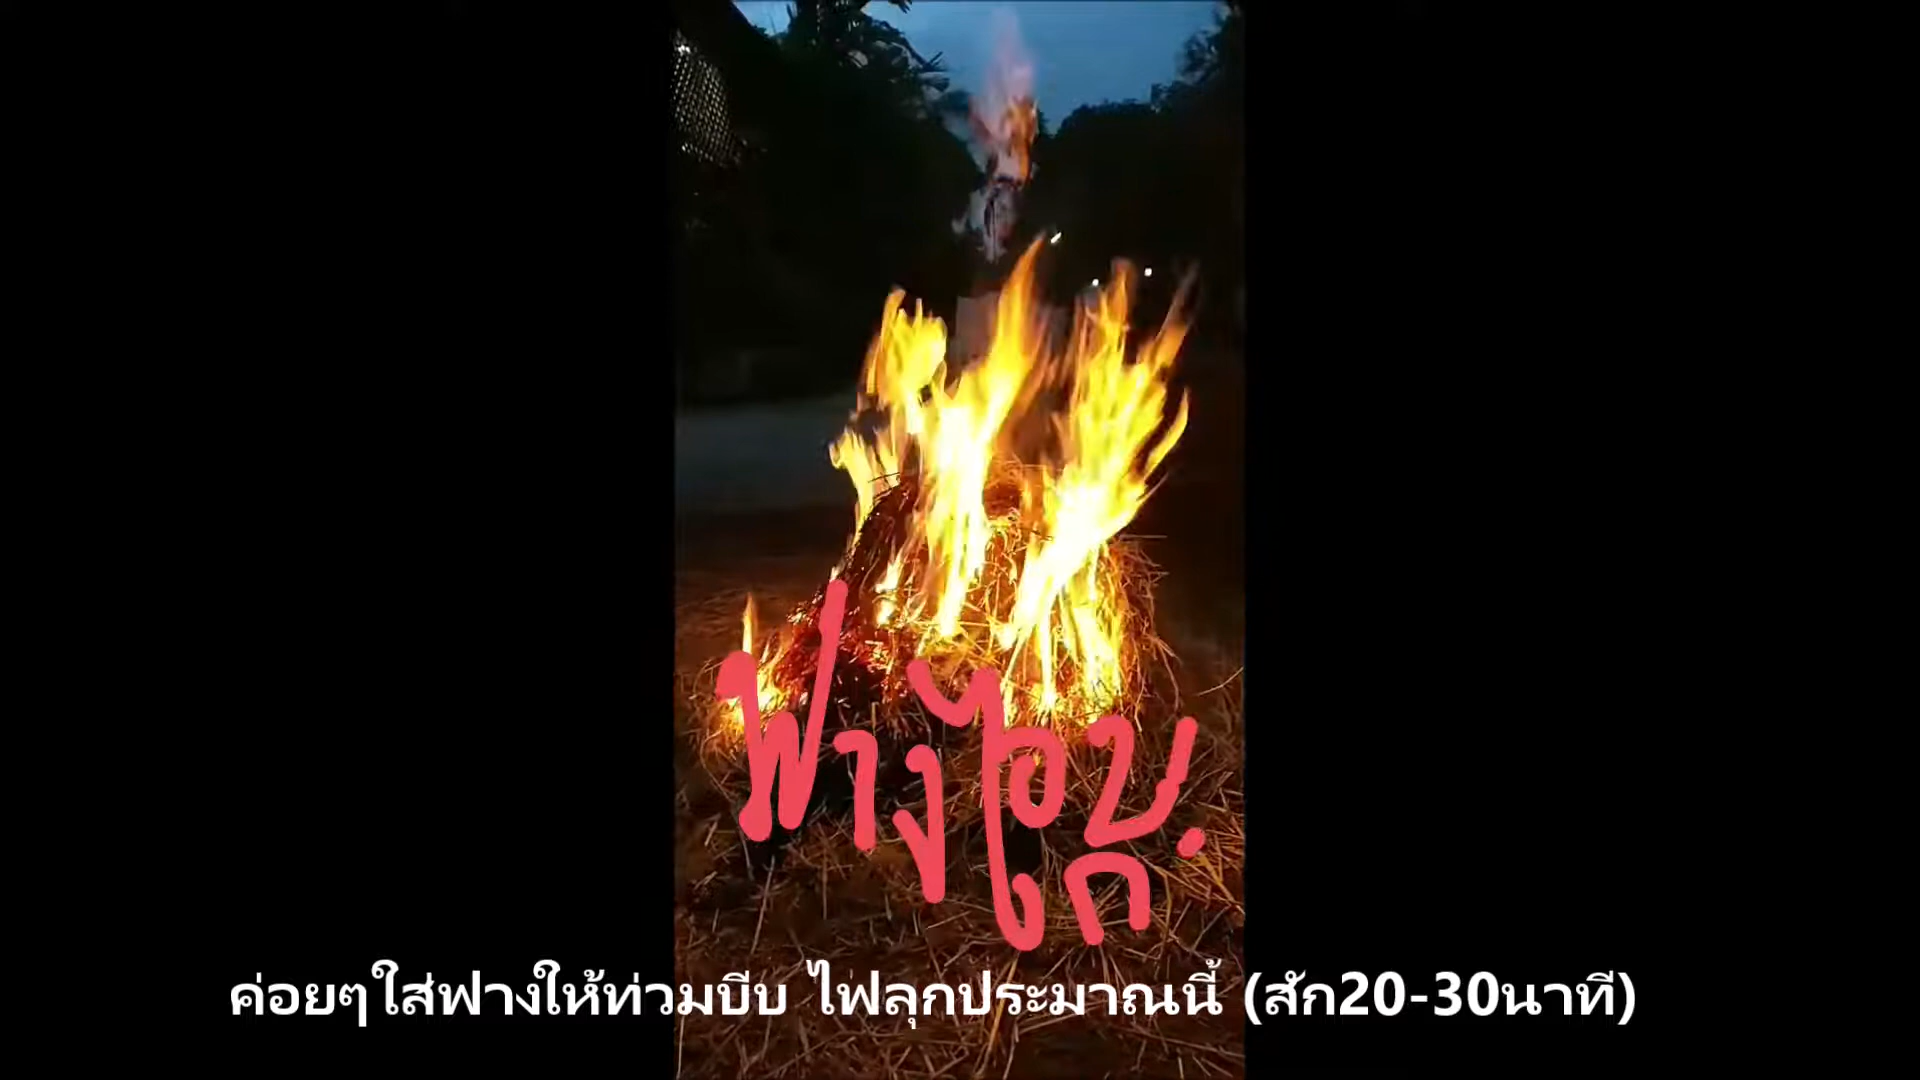 ฟางไอบ.
ก
ค่อยๆใส่ฟางให้ท่วมบีบ ไฟลุกประมาณนี้ (สัก20-30นาที)